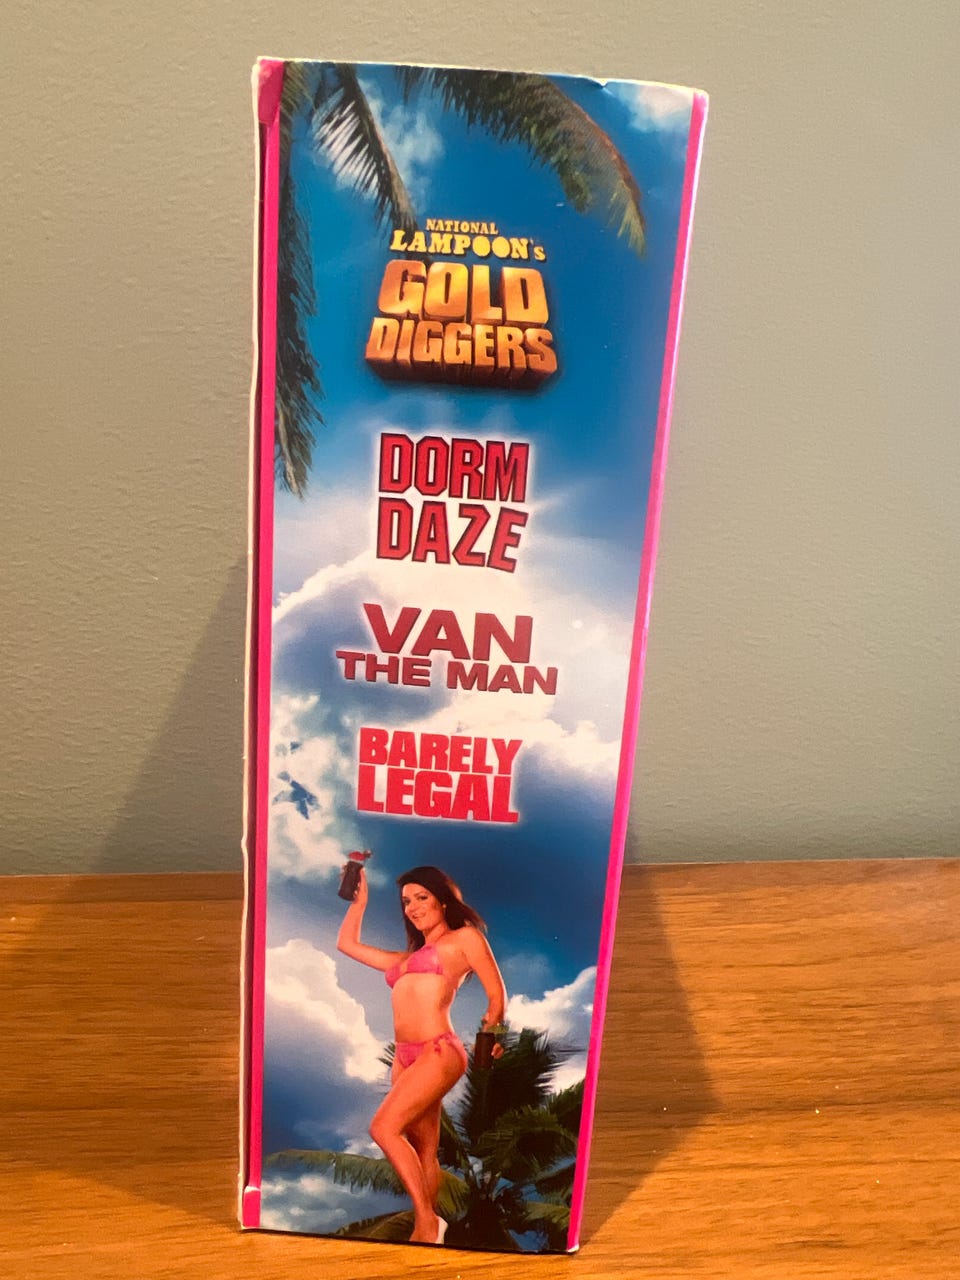 NATIONAL
LAMPOON's
GOLD
DIGGERS
DORM
DAZE
VAN
THE MAN
BARELY
LEGAL